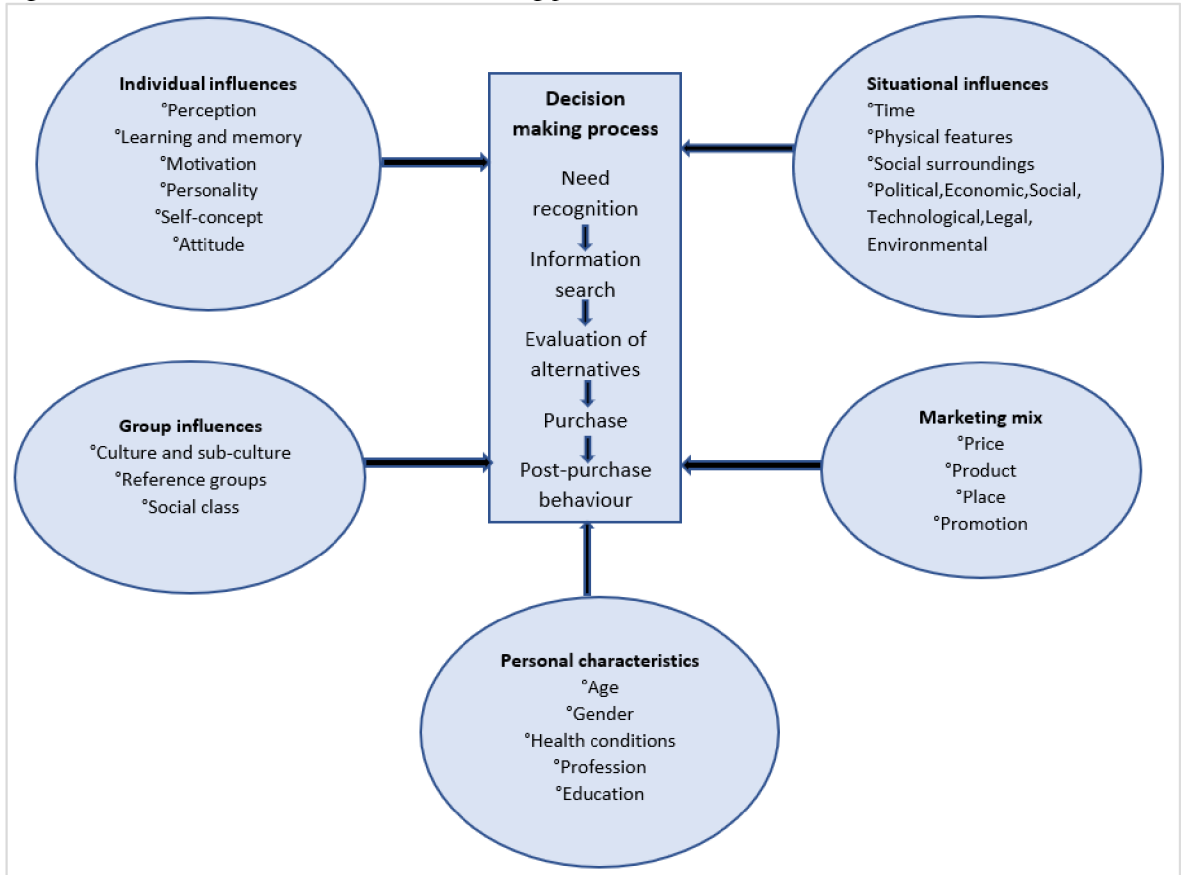 Individual influences
°Perception
°Learning and memory
°Motivation
°Personality
°Self-concept
°Attitude
Decision
making process
Need
recognition
Information
search
Evaluation of
alternatives
Purchase
Post-purchase
behaviour
Situational influences
°Time
°Physical features
°Social surroundings
°Political,Economic,Social,
Technological,Legal,
Environmental
Group influences
°Culture and sub-culture
°Reference groups
°Social class
Marketing mix
°Price
°Product
°Place
°Promotion
Personal characteristics
°Age
°Gender
°Health conditions
°Profession
°Education